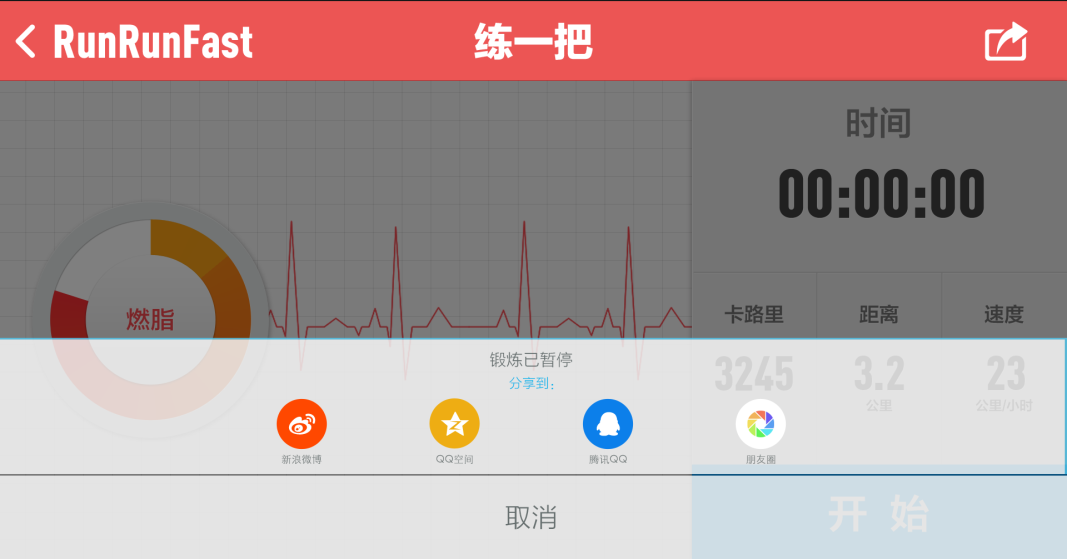 RunRunFast 练一把
时间
00:00:00
燃脂
卡路里 距离 速度
3245 3.2 23
公里 公里/小时
锻炼已暂停
分享到:
新浪微博 QQ空间 腾讯QQ 朋友圈
取消
开 始